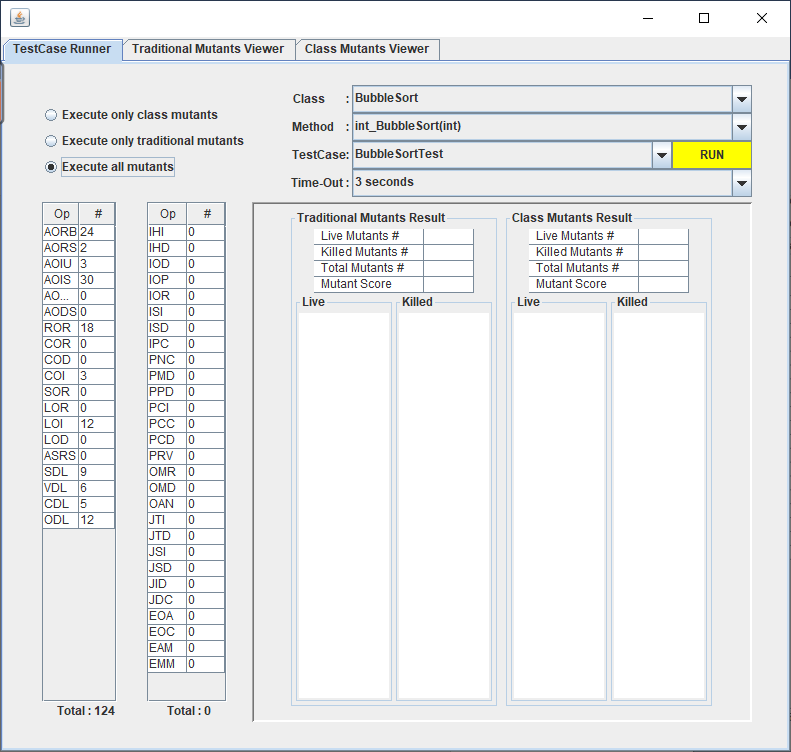 TestCase Runner Traditional Mutants Viewer Class Mutants Viewer
Execute only class mutants
Execute only traditional mutants
Execute all mutants
Class : BubbleSort
Method : int_BubbleSort(int)
TestCase: BubbleSortTest RUN
Time-Out : 3 seconds
Op #
AORB 24
AORS 2
AOIU 3
AOIS 30
AO... 0
AODS 0
ROR 18
COR 0
COD 0
COI 3
SOR 0
LOR 0
LOI 12
LOD 0
ASRS 0
SDL 9
VDL 6
CDL 5
ODL 12
Total : 124
Op #
IHI 0
IHD 0
IOD 0
IOP 0
IOR 0
ISI 0
ISD 0
IPC 0
PNC 0
PMD 0
PPD 0
PCI 0
PCC 0
PCD 0
PRV 0
OMR 0
OMD 0
OAN 0
JTI 0
JTD 0
JSI 0
JSD 0
JID 0
JDC 0
EOA 0
EOC 0
EAM 0
EMM 0
Total : 0
Traditional Mutants Result
Live Mutants #
Killed Mutants #
Total Mutants #
Mutant Score
Live Killed
Class Mutants Result
Live Mutants #
Killed Mutants #
Total Mutants #
Mutant Score
Live Killed